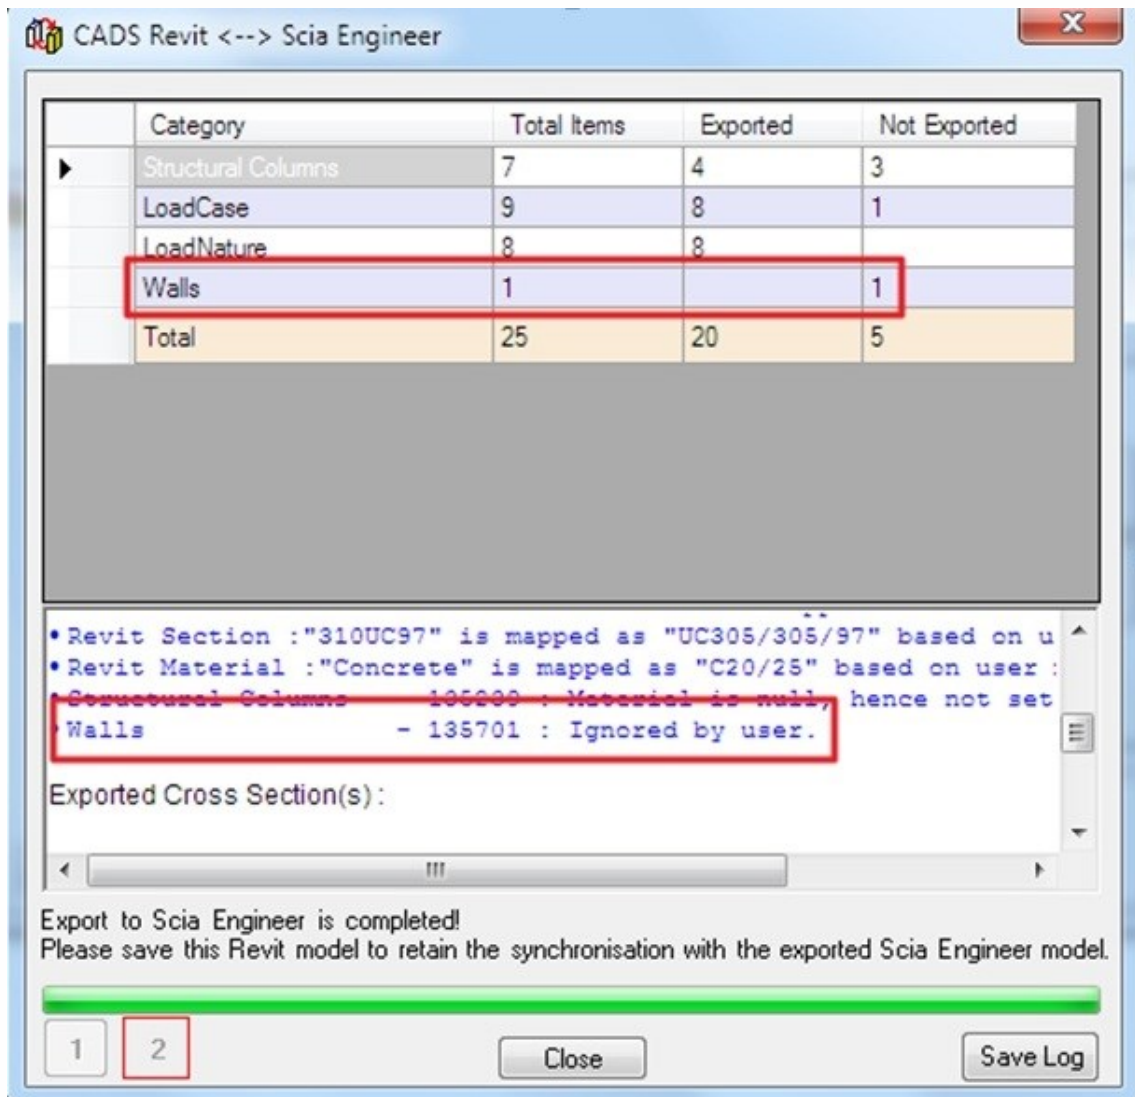 CADS Revit <--> Scia Engineer
Category Total Items Exported Not Exported
Structural Columns 7 4 3
LoadCase 9 8 1
LoadNature 8 8
Walls 1 1
Total 25 20 5
• Revit Section :"310UC97" is mapped as "UC305/305/97" based on u
• Revit Material :"Concrete" is mapped as "C20/25" based on user
Structural Columns - : Material is null, hence not set
Walls - 135701 : Ignored by user.
Exported Cross Section(s) :
Export to Scia Engineer is completed!
Please save this Revit model to retain the synchronisation with the exported Scia Engineer model.
1 2 Close Save Log